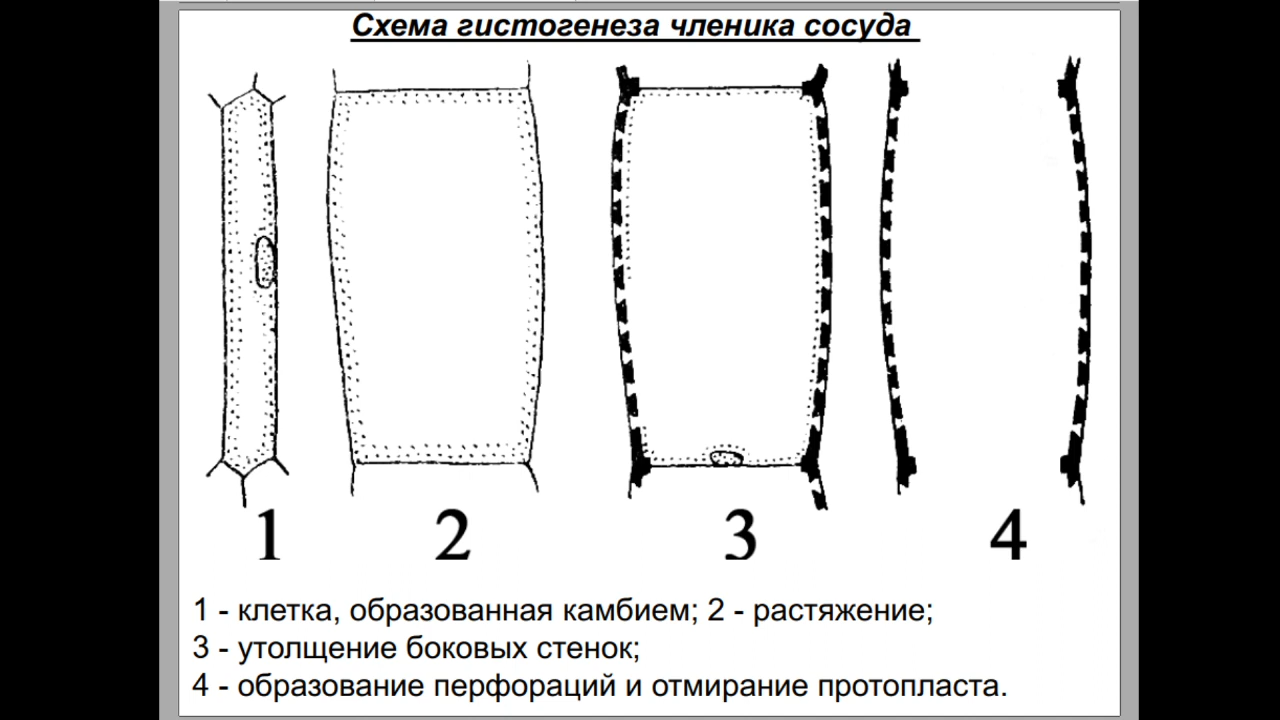 Схема гистогенеза членика сосуда
1 2 3 4
1 - клетка, образованная камбием; 2 - растяжение;
3 - утолщение боковых стенок;
4 - образование перфораций и отмирание протопласта.